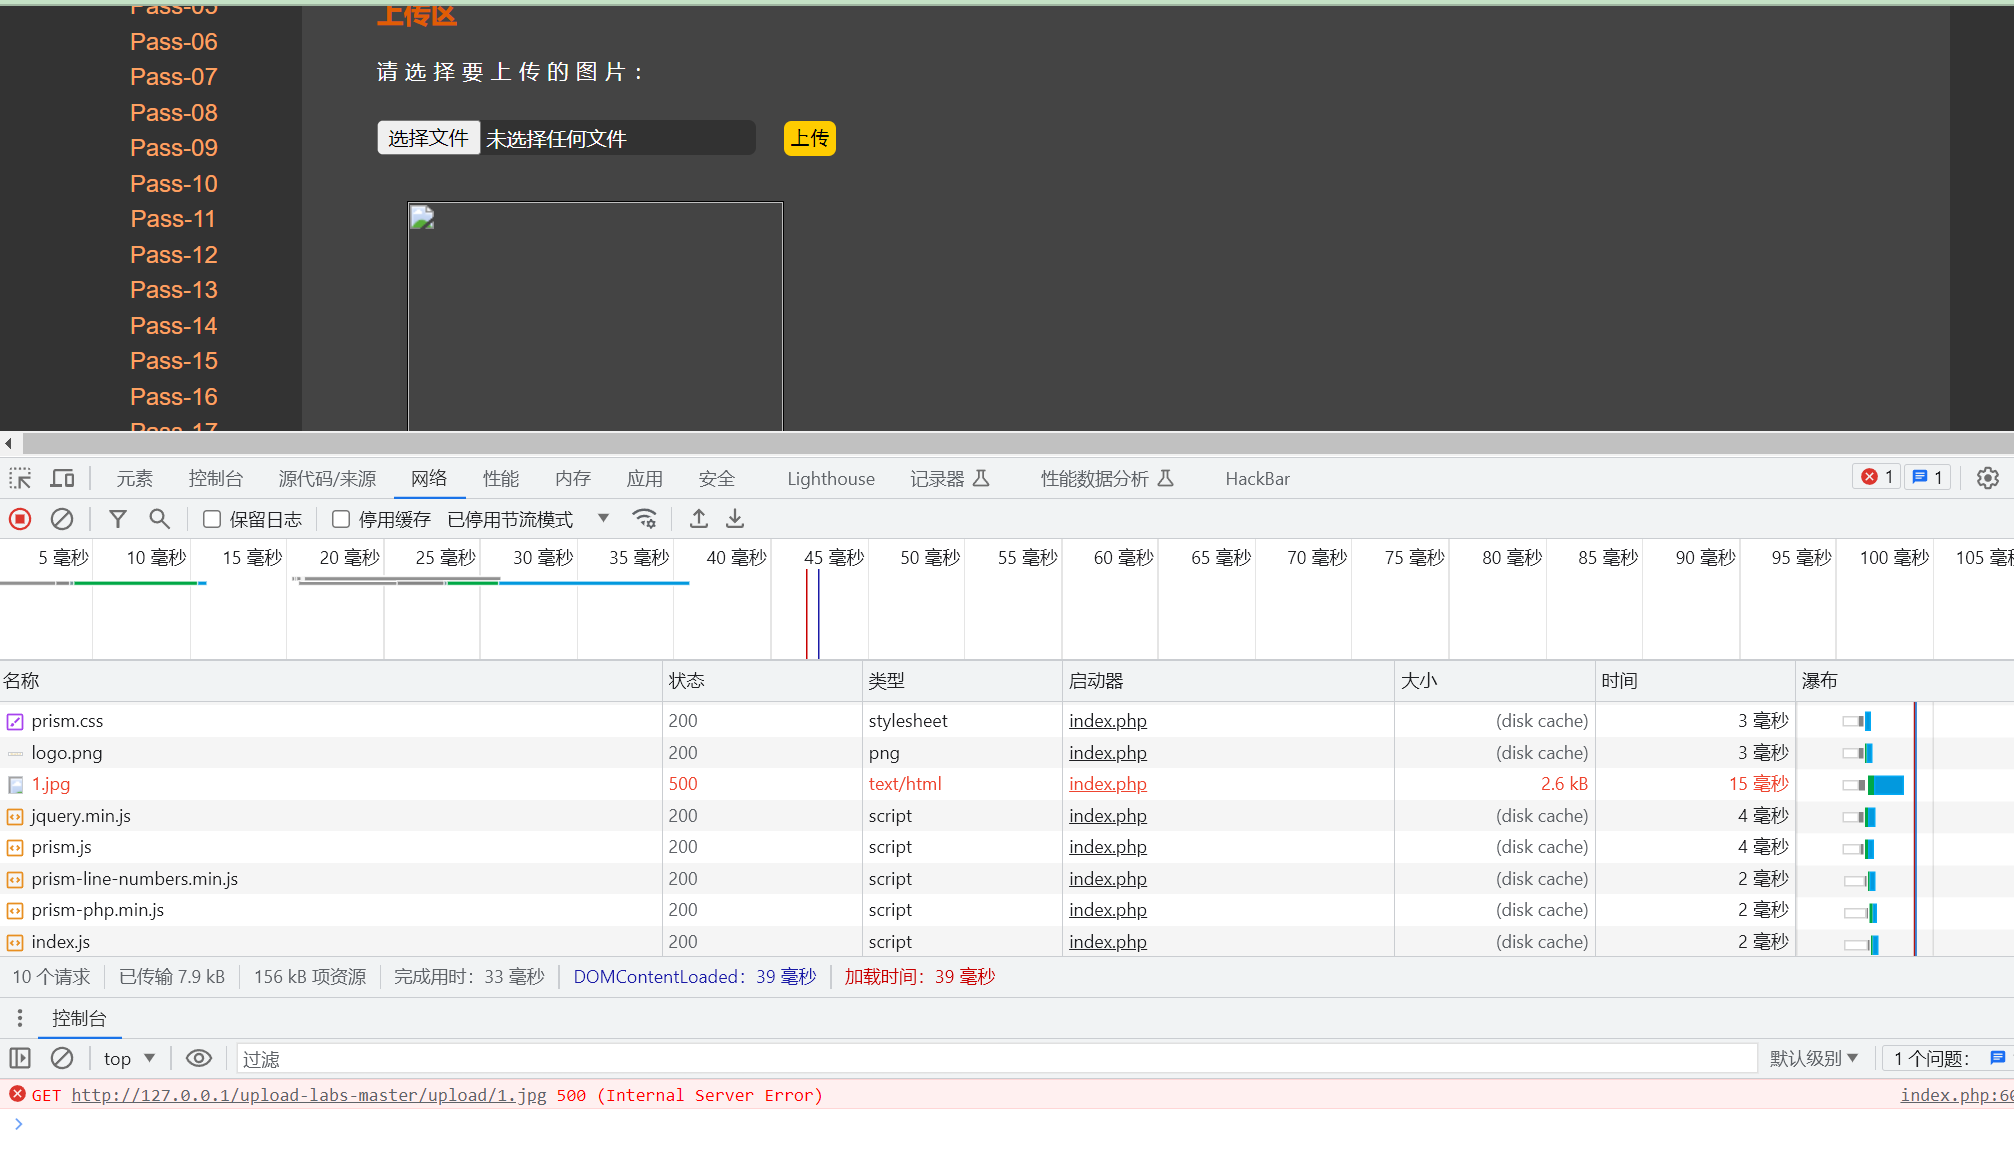 Pass-05
上传区
Pass-06
请选择要上传的图片：
Pass-07
Pass-08
选择文件 未选择任何文件 上传
Pass-09
Pass-10
Pass-11
Pass-12
Pass-13
Pass-14
Pass-15
Pass-16
Pass-17
元素 控制台 源代码/来源 网络 性能 内存 应用 安全 Lighthouse 记录器 性能数据分析 HackBar 1 1
保留日志 停用缓存 已停用节流模式
5 毫秒 10 毫秒 15 毫秒 20 毫秒 25 毫秒 30 毫秒 35 毫秒 40 毫秒 45 毫秒 50 毫秒 55 毫秒 60 毫秒 65 毫秒 70 毫秒 75 毫秒 80 毫秒 85 毫秒 90 毫秒 95 毫秒 100 毫秒 105 毫秒
名称 状态 类型 启动器 大小 时间 瀑布
prism.css 200 stylesheet index.php (disk cache) 3 毫秒
logo.png 200 png index.php (disk cache) 3 毫秒
1.jpg 500 text/html index.php 2.6 kB 15 毫秒
jquery.min.js 200 script index.php (disk cache) 4 毫秒
prism.js 200 script index.php (disk cache) 4 毫秒
prism-line-numbers.min.js 200 script index.php (disk cache) 2 毫秒
prism-php.min.js 200 script index.php (disk cache) 2 毫秒
index.js 200 script index.php (disk cache) 2 毫秒
10 个请求 已传输 7.9 kB 156 kB 项资源 完成用时：33 毫秒 DOMContentLoaded：39 毫秒 加载时间：39 毫秒
控制台
top 过滤 默认级别 1 个问题：
GET http://127.0.0.1/upload-labs-master/upload/1.jpg 500 (Internal Server Error) index.php:60